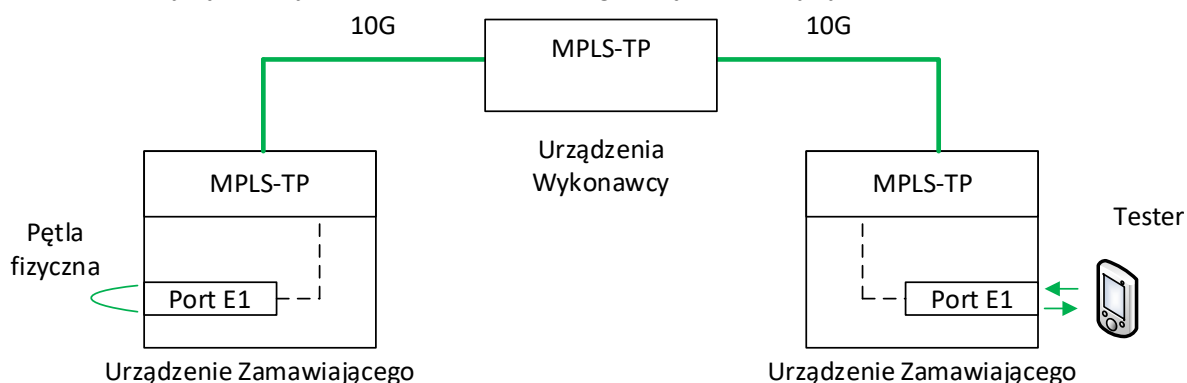 10G
MPLS-TP
10G
Urządzenia
Wykonawcy
MPLS-TP
MPLS-TP
Pętla
fizyczna
Port E1
Port E1
Tester
Urządzenie Zamawiającego
Urządzenie Zamawiającego